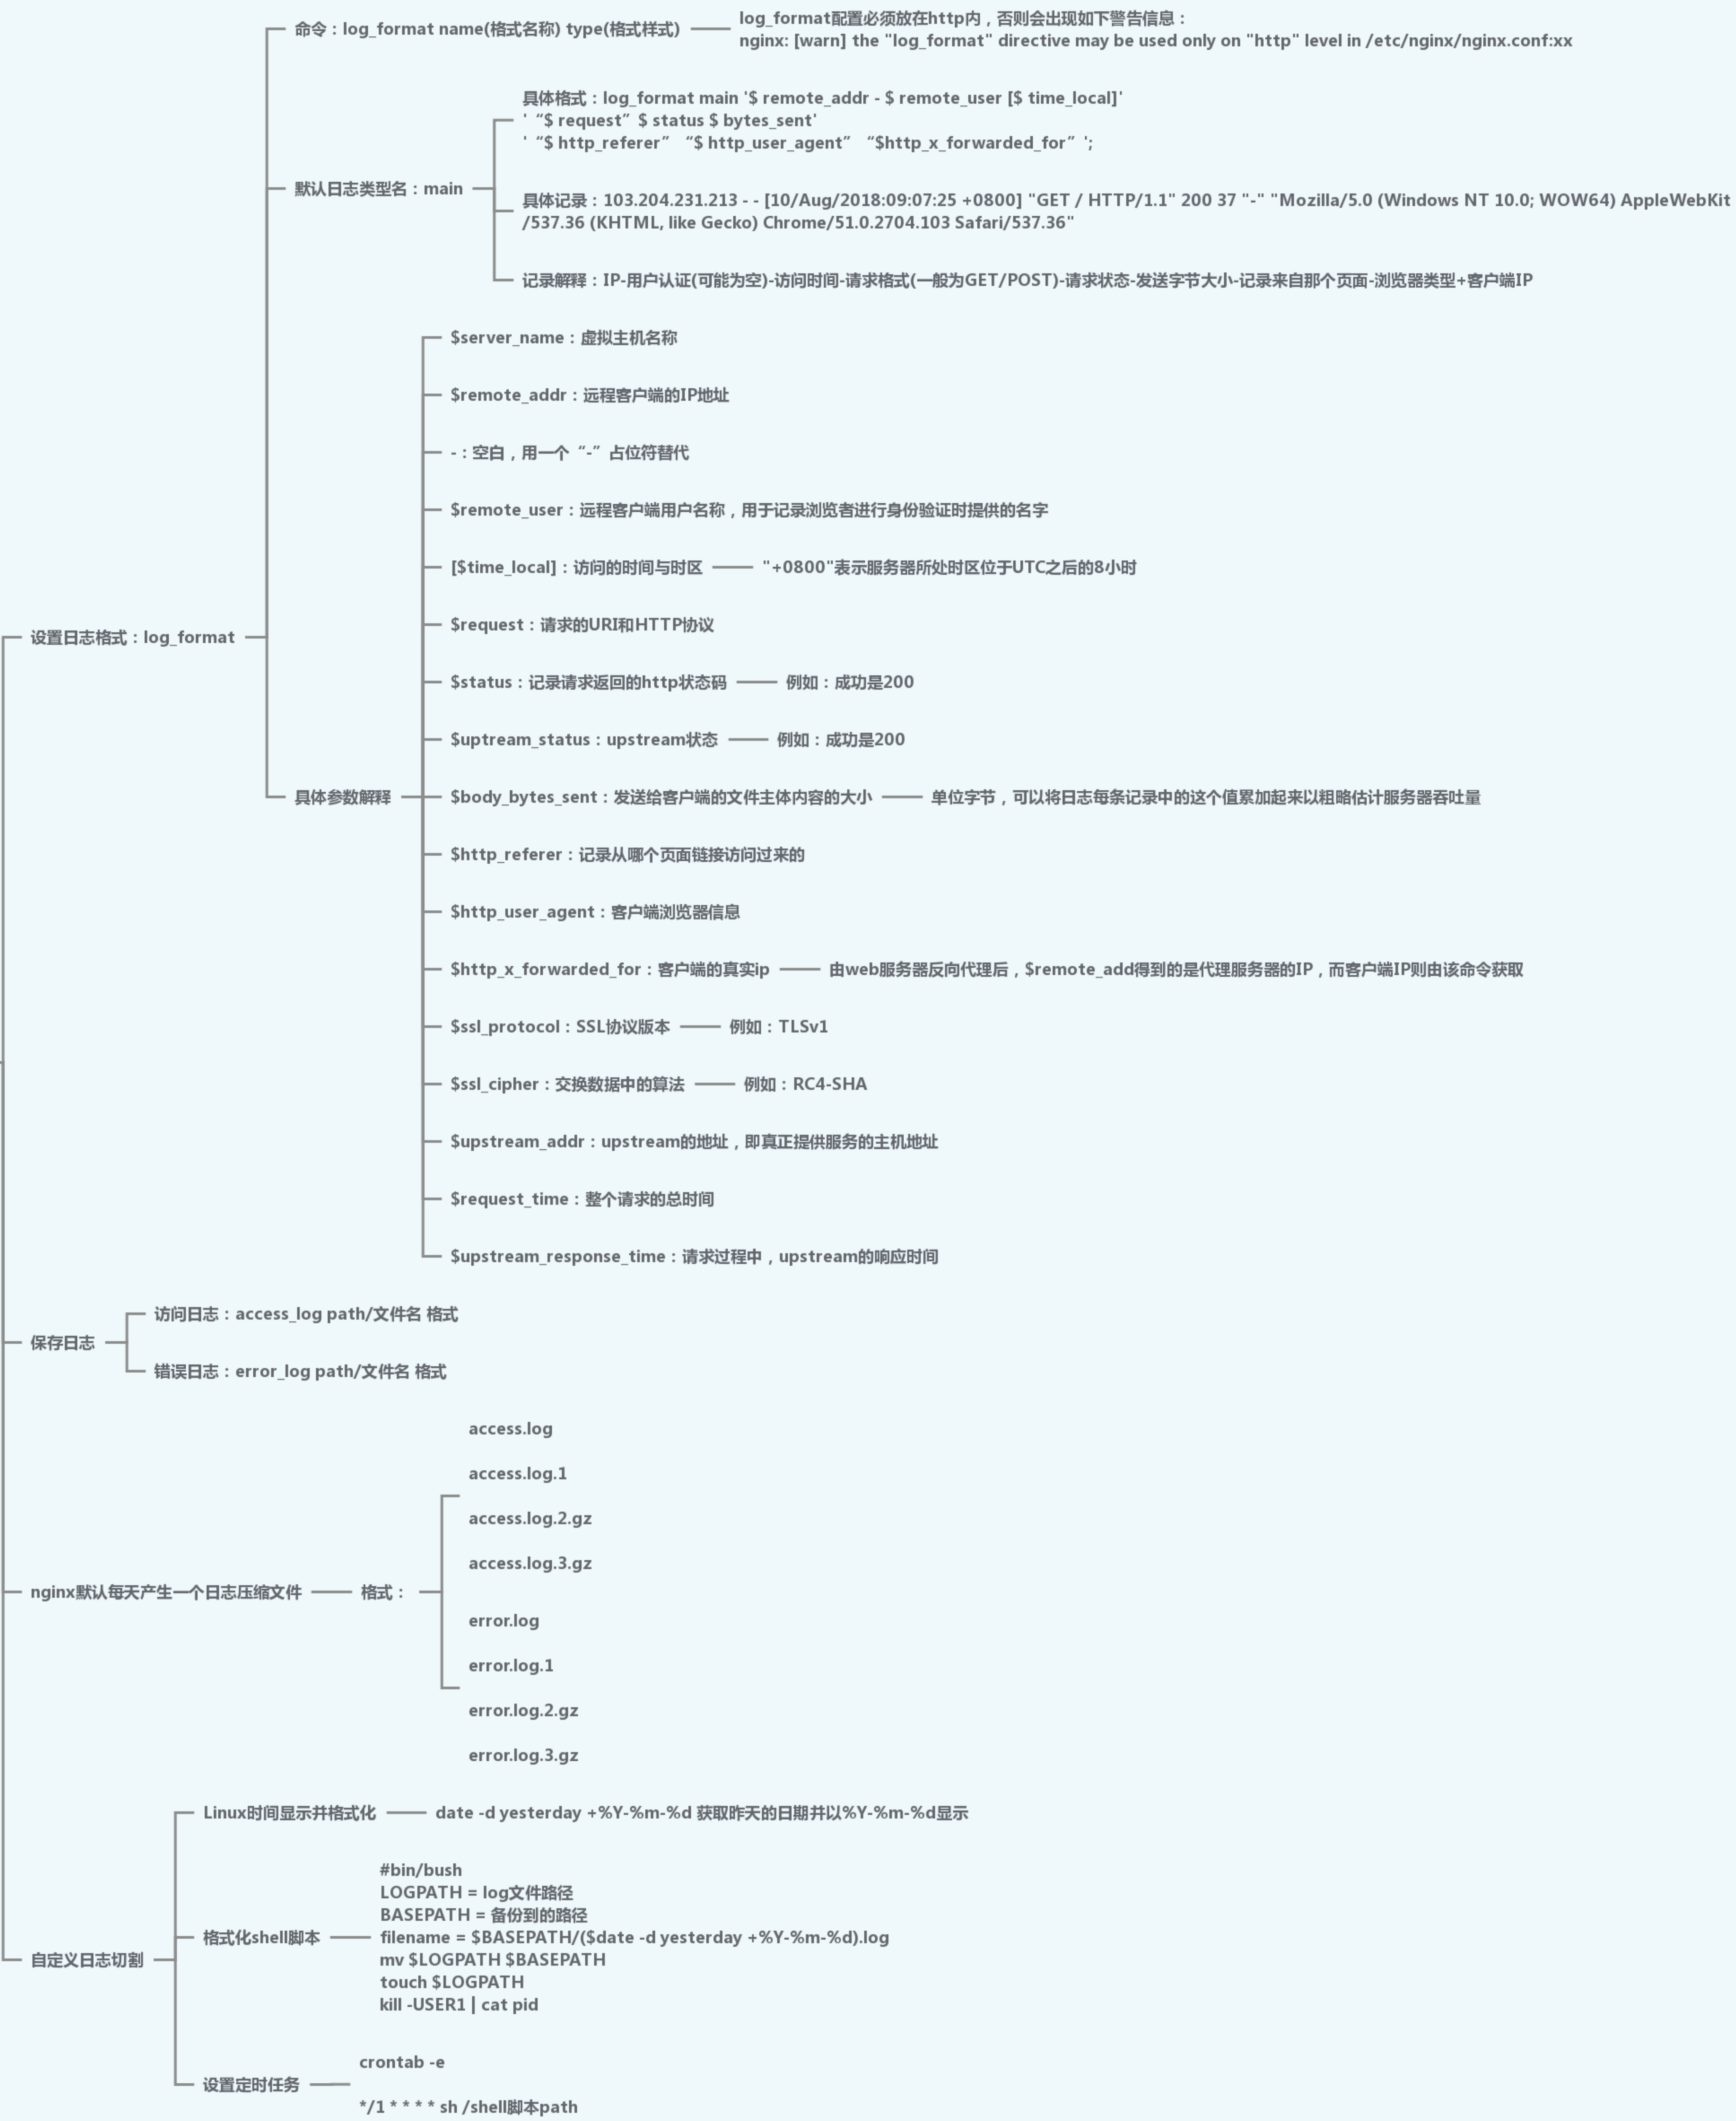 命令：log_format name(格式名称) type(格式样式)
log_format配置必须放在http内，否则会出现如下警告信息：
nginx: [warn] the "log_format" directive may be used only on "http" level in /etc/nginx/nginx.conf:xx
具体格式：log_format main '$ remote_addr - $ remote_user [$ time_local]'
' “$ request” $ status $ bytes_sent'
' “$ http_referer” “$ http_user_agent” “$http_x_forwarded_for” ';
默认日志类型名：main
具体记录：103.204.231.213 - - [10/Aug/2018:09:07:25 +0800] "GET / HTTP/1.1" 200 37 "-" "Mozilla/5.0 (Windows NT 10.0; WOW64) AppleWebKit
/537.36 (KHTML, like Gecko) Chrome/51.0.2704.103 Safari/537.36"
记录解释：IP-用户认证(可能为空)-访问时间-请求格式(一般为GET/POST)-请求状态-发送字节大小-记录来自那个页面-浏览器类型+客户端IP
$server_name：虚拟主机名称
$remote_addr：远程客户端的IP地址
-：空白，用一个“-”占位符替代
$remote_user：远程客户端用户名称，用于记录浏览者进行身份验证时提供的名字
[$time_local]：访问的时间与时区
"+0800"表示服务器所处时区位于UTC之后的8小时
$request：请求的URI和HTTP协议
设置日志格式：log_format
$status：记录请求返回的http状态码
例如：成功是200
$uptream_status：upstream状态
例如：成功是200
具体参数解释
$body_bytes_sent：发送给客户端的文件主体内容的大小
单位字节，可以将日志每条记录中的这个值累加起来以粗略估计服务器吞吐量
$http_referer：记录从哪个页面链接访问过来的
$http_user_agent：客户端浏览器信息
$http_x_forwarded_for：客户端的真实ip
由web服务器反向代理后，$remote_add得到的是代理服务器的IP，而客户端IP则由该命令获取
$ssl_protocol：SSL协议版本
例如：TLSv1
$ssl_cipher：交换数据中的算法
例如：RC4-SHA
$upstream_addr：upstream的地址，即真正提供服务的主机地址
$request_time：整个请求的总时间
$upstream_response_time：请求过程中，upstream的响应时间
保存日志
访问日志：access_log path/文件名 格式
错误日志：error_log path/文件名 格式
nginx默认每天产生一个日志压缩文件
格式：
access.log
access.log.1
access.log.2.gz
access.log.3.gz
error.log
error.log.1
error.log.2.gz
error.log.3.gz
自定义日志切割
Linux时间显示并格式化
date -d yesterday +%Y-%m-%d 获取昨天的日期并以%Y-%m-%d显示
格式化shell脚本
#bin/bush
LOGPATH = log文件路径
BASEPATH = 备份到的路径
filename = $BASEPATH/($date -d yesterday +%Y-%m-%d).log
mv $LOGPATH $BASEPATH
touch $LOGPATH
kill -USER1 | cat pid
设置定时任务
crontab -e
*/1 * * * * sh /shell脚本path